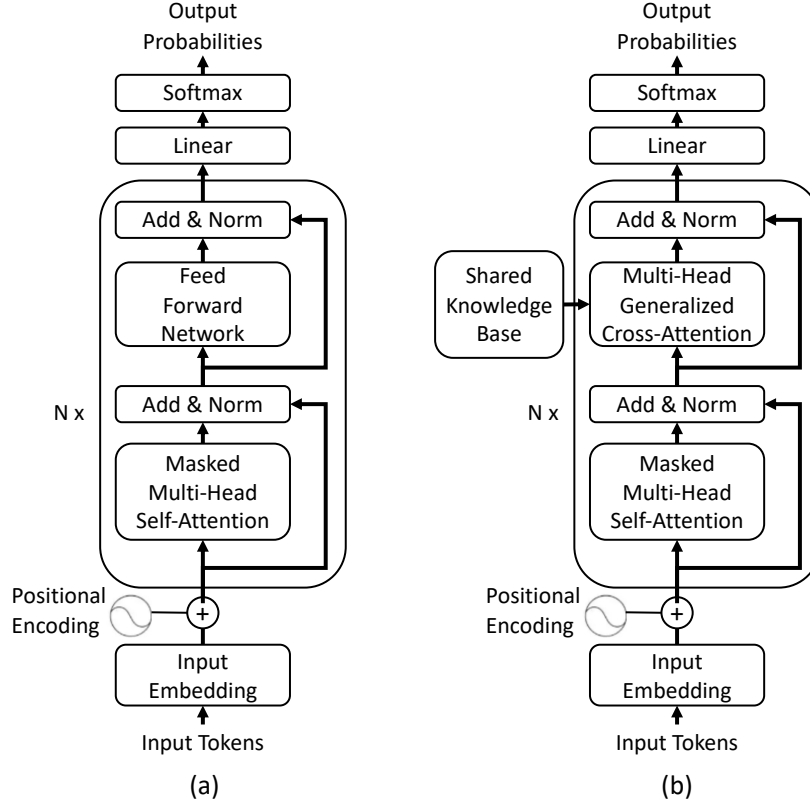 Output
Probabilities
Softmax
Linear
Add & Norm
Feed
Forward
Network
Add & Norm
N x
Masked
Multi-Head
Self-Attention
Positional
Encoding
+
Input
Embedding
Input Tokens
(a)
Output
Probabilities
Softmax
Linear
Add & Norm
Shared
Knowledge
Base
Multi-Head
Generalized
Cross-Attention
Add & Norm
N x
Masked
Multi-Head
Self-Attention
Positional
Encoding
+
Input
Embedding
Input Tokens
(b)